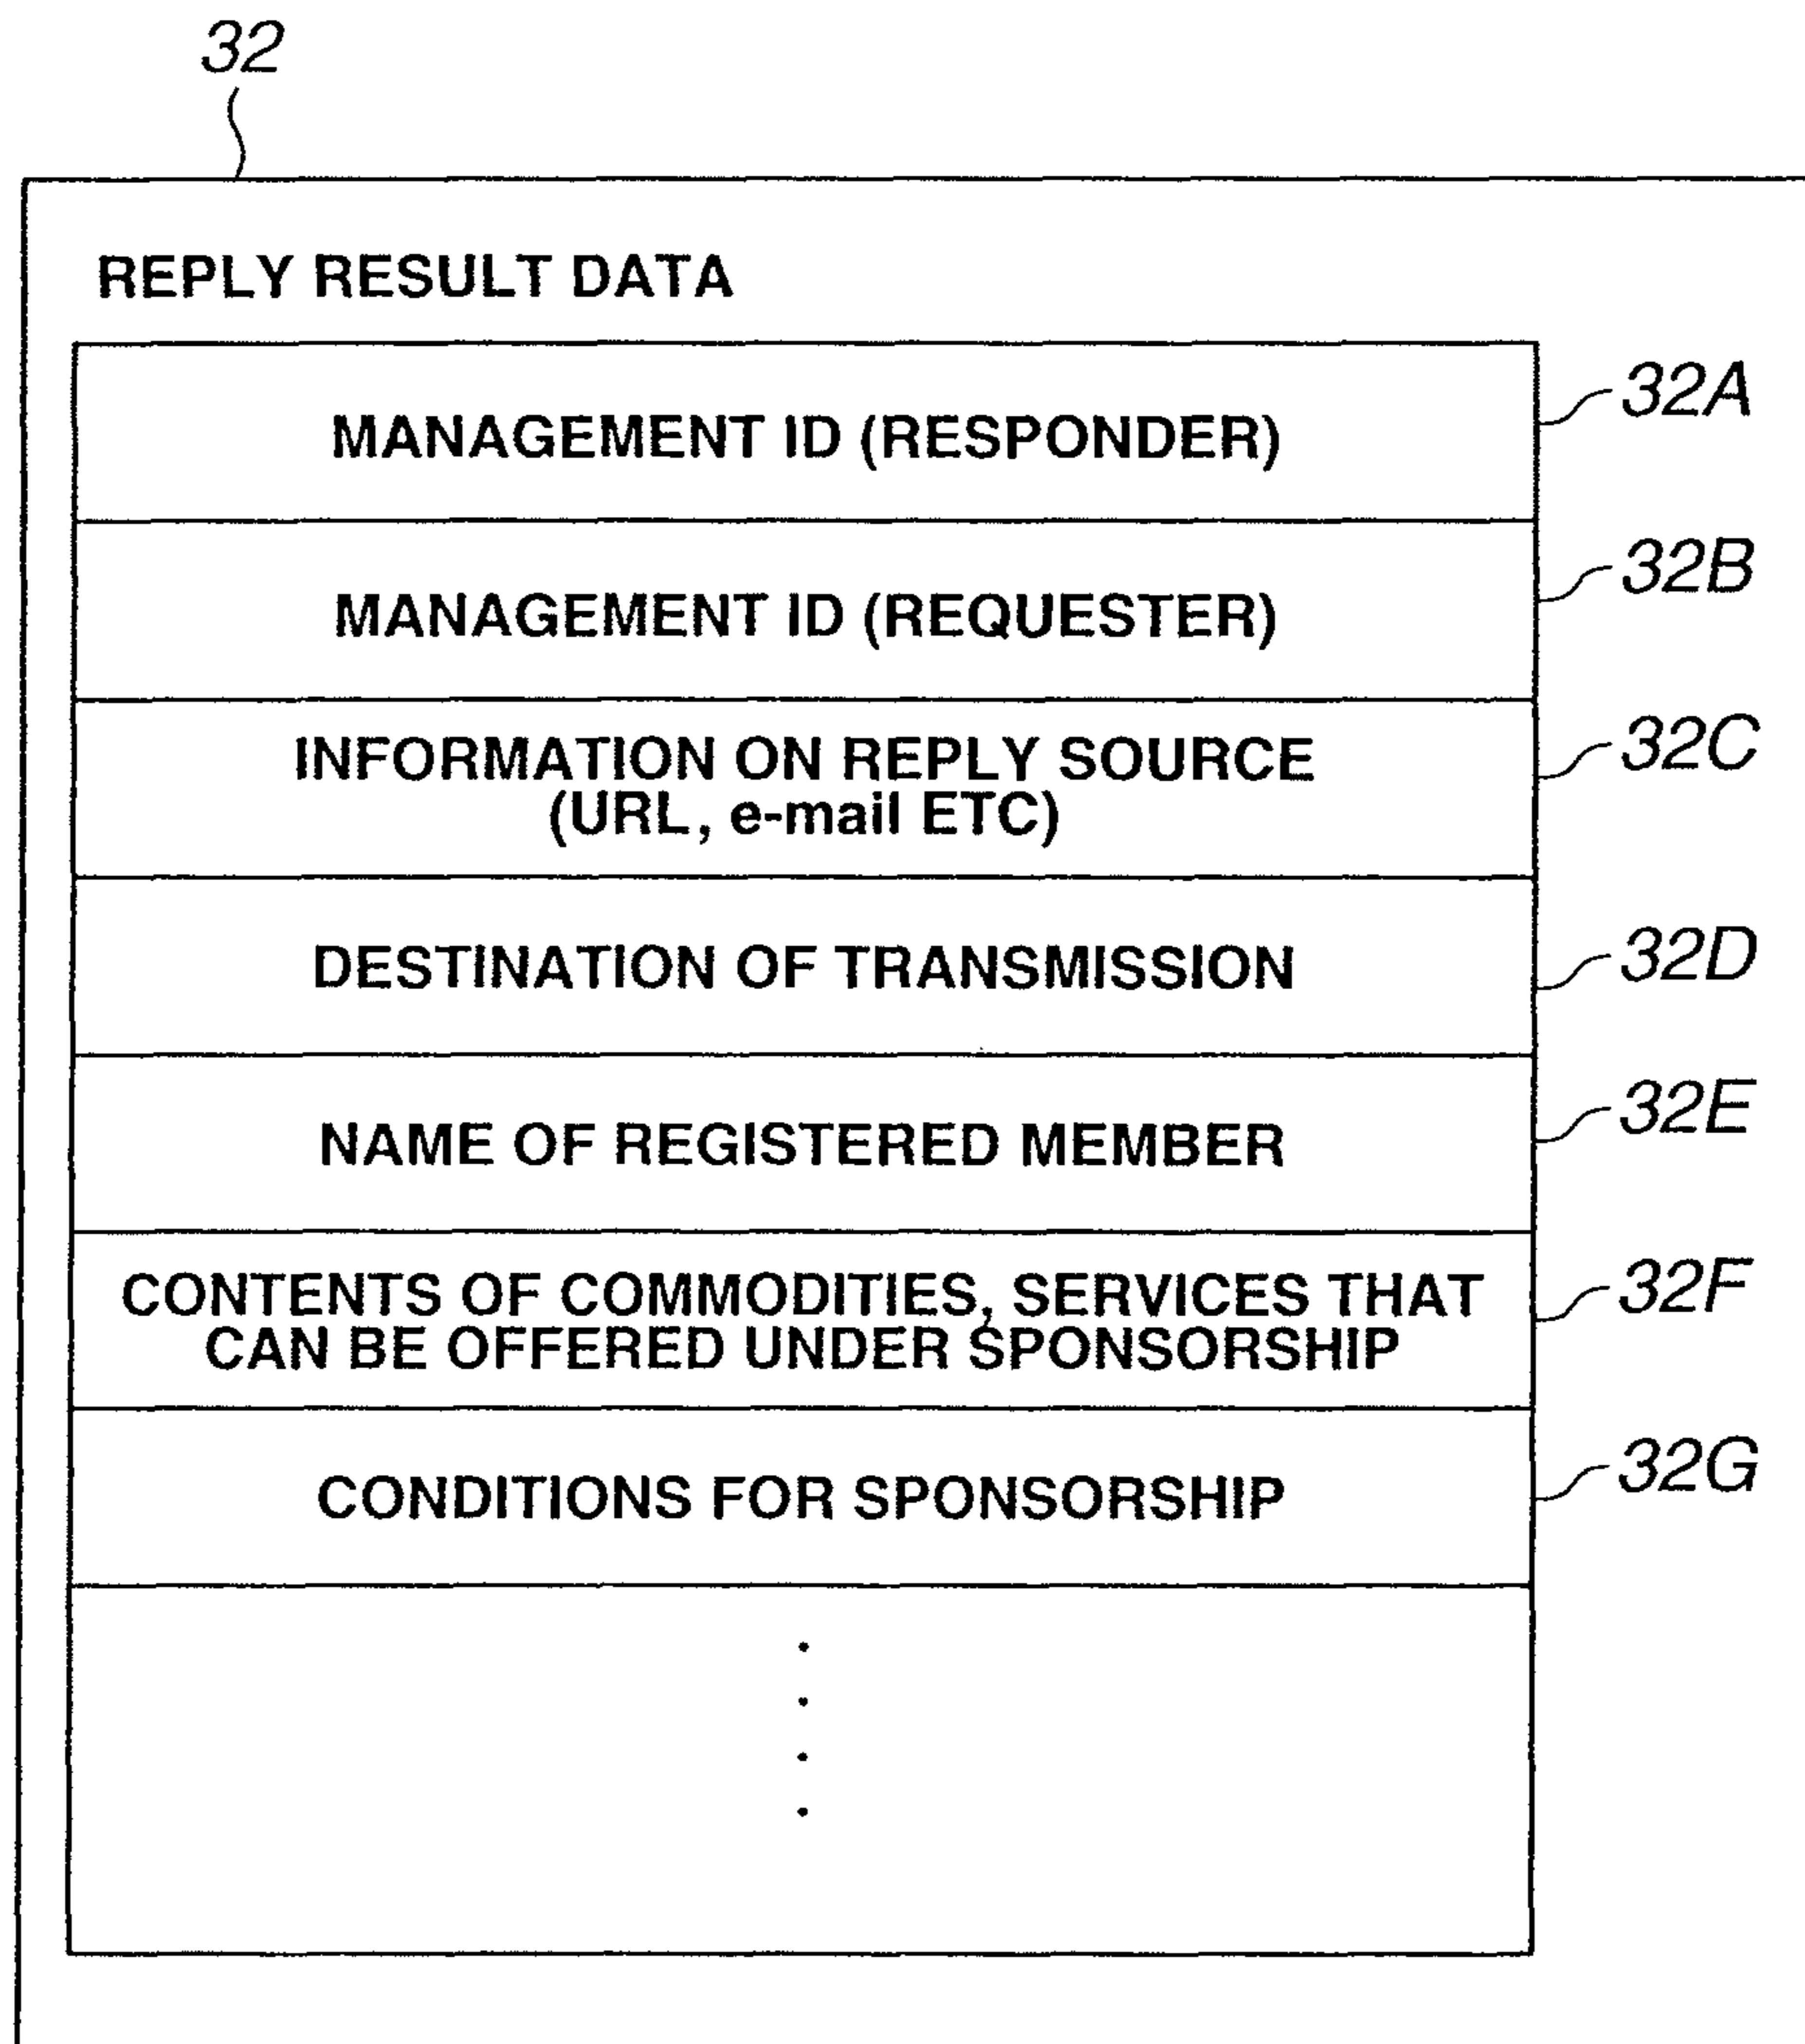 32
REPLY RESULT DATA
MANAGEMENT ID (RESPONDER)
32A
MANAGEMENT ID (REQUESTER)
32B
INFORMATION ON REPLY SOURCE
(URL, e-mail ETC)
32C
DESTINATION OF TRANSMISSION
32D
NAME OF REGISTERED MEMBER
32E
CONTENTS OF COMMODITIES, SERVICES THAT
CAN BE OFFERED UNDER SPONSORSHIP
32F
CONDITIONS FOR SPONSORSHIP
32G